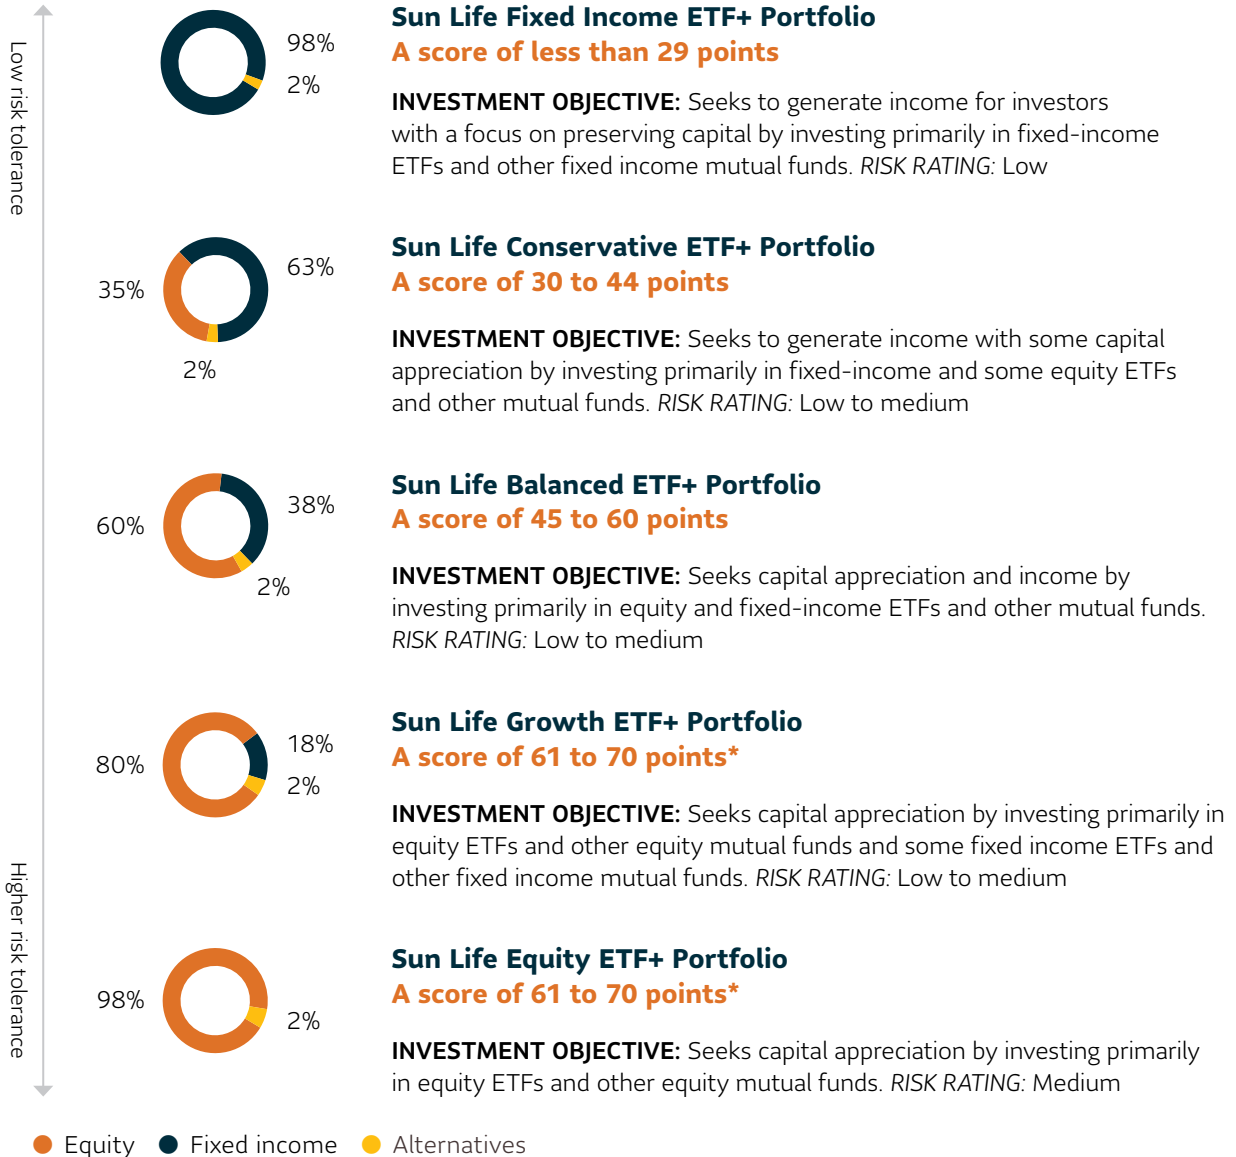 Low risk tolerance
98%
2%
Sun Life Fixed Income ETF+ Portfolio
A score of less than 29 points
INVESTMENT OBJECTIVE: Seeks to generate income for investors
with a focus on preserving capital by investing primarily in fixed-income
ETFs and other fixed income mutual funds. RISK RATING: Low
35%
63%
2%
Sun Life Conservative ETF+ Portfolio
A score of 30 to 44 points
INVESTMENT OBJECTIVE: Seeks to generate income with some capital
appreciation by investing primarily in fixed-income and some equity ETFs
and other mutual funds. RISK RATING: Low to medium
60%
38%
2%
Sun Life Balanced ETF+ Portfolio
A score of 45 to 60 points
INVESTMENT OBJECTIVE: Seeks capital appreciation and income by
investing primarily in equity and fixed-income ETFs and other mutual funds.
RISK RATING: Low to medium
80%
18%
2%
Sun Life Growth ETF+ Portfolio
A score of 61 to 70 points*
INVESTMENT OBJECTIVE: Seeks capital appreciation by investing primarily in
equity ETFs and other equity mutual funds and some fixed income ETFs and
other fixed income mutual funds. RISK RATING: Low to medium
Higher risk tolerance
98%
2%
Sun Life Equity ETF+ Portfolio
A score of 61 to 70 points*
INVESTMENT OBJECTIVE: Seeks capital appreciation by investing primarily
in equity ETFs and other equity mutual funds. RISK RATING: Medium
Equity Fixed income Alternatives